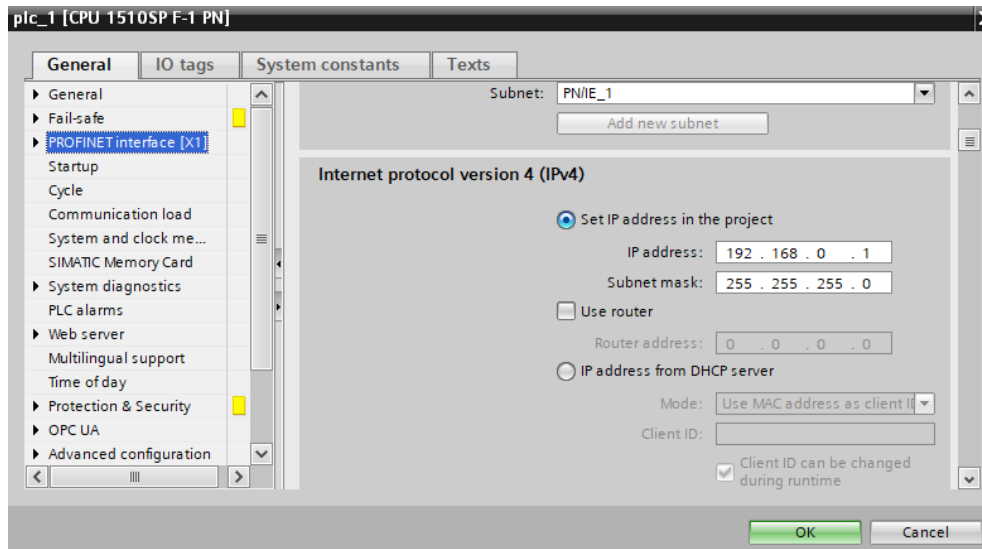 plc_1 [CPU 1510SP F-1 PN]
General IO tags System constants Texts
General
Fail-safe
PROFINET interface [X1]
Startup
Cycle
Communication load
System and clock me...
SIMATIC Memory Card
System diagnostics
PLC alarms
Web server
Multilingual support
Time of day
Protection & Security
OPC UA
Advanced configuration
Subnet: PN/IE_1
Add new subnet
Internet protocol version 4 (IPv4)
Set IP address in the project
IP address: 192 . 168 . 0 . 1
Subnet mask: 255 . 255 . 255 . 0
Use router
Router address: 0 . 0 . 0 . 0
IP address from DHCP server
Mode: Use MAC address as client
Client ID:
Client ID can be changed
during runtime
OK Cancel